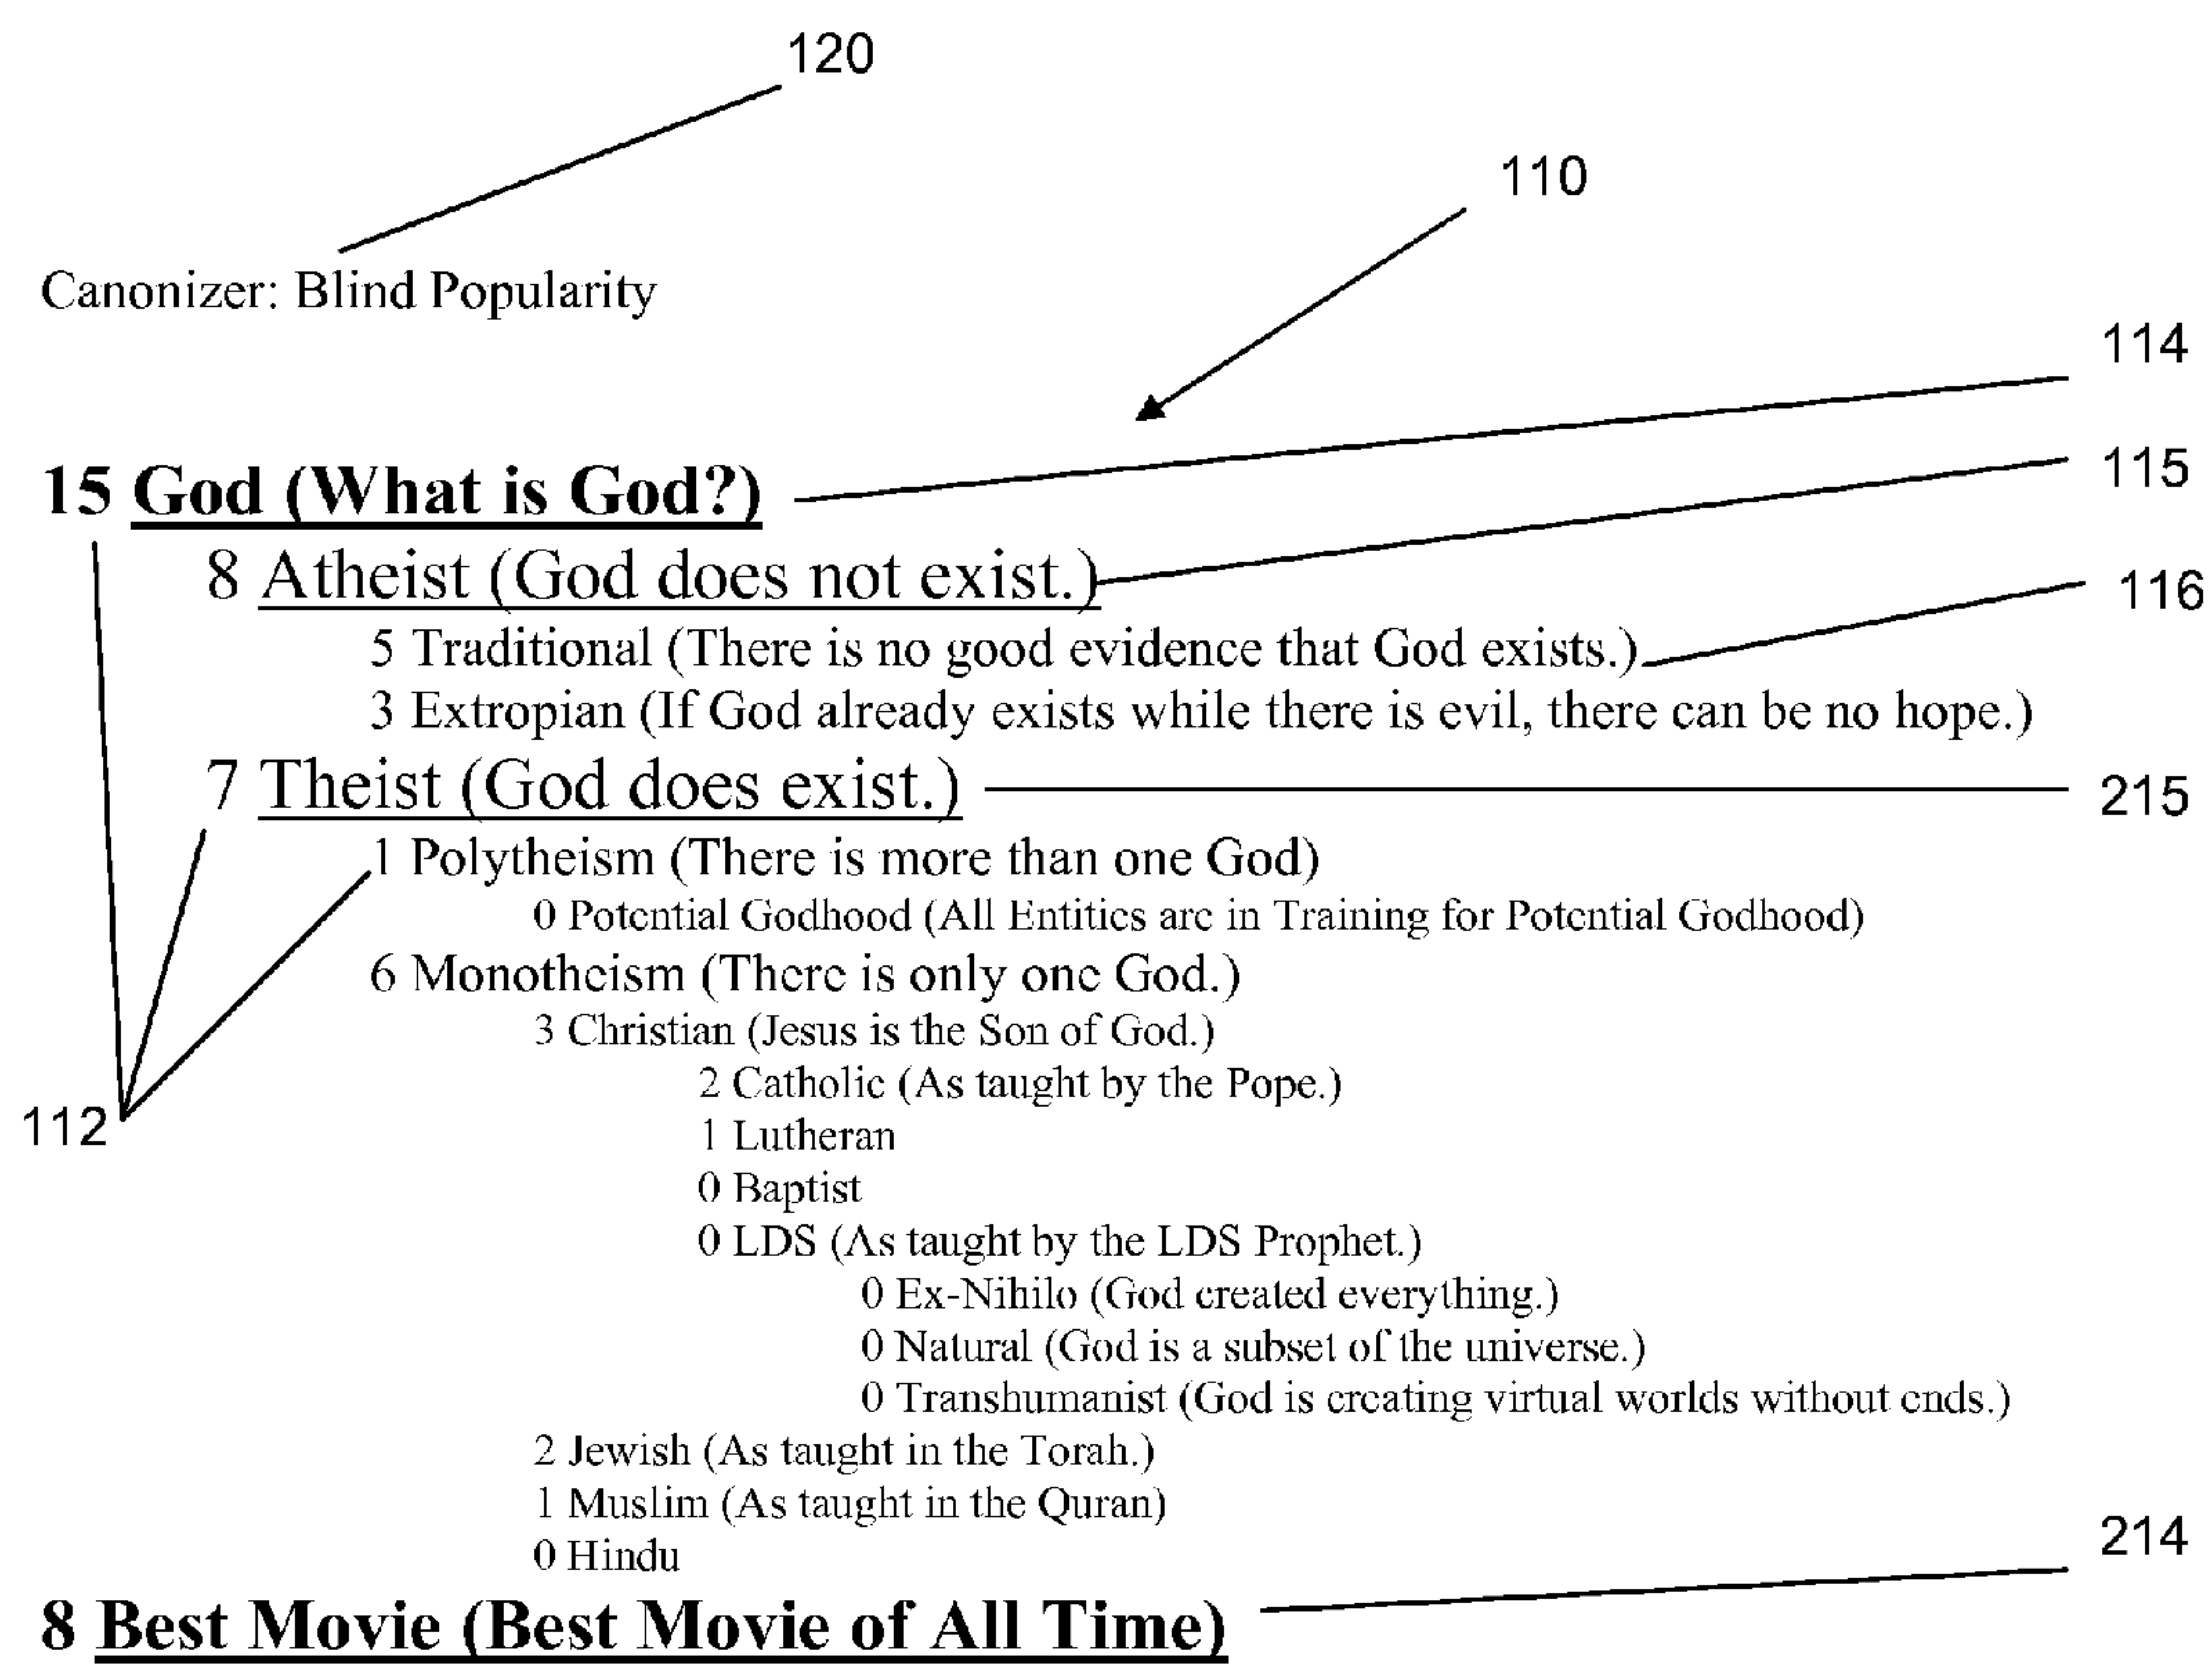 120
110
Canonizer: Blind Popularity
114
115
15 God (What is God?)
8 Atheist (God does not exist.)
116
5 Traditional (There is no good evidence that God exists.)
3 Extropian (If God already exists while there is evil, there can be no hope.)
7 Theist (God does exist.)
215
1 Polytheism (There is more than one God)
0 Potential Godhood (All Entities are in Training for Potential Godhood)
6 Monotheism (There is only one God.)
3 Christian (Jesus is the Son of God.)
2 Catholic (As taught by the Pope.)
112
1 Lutheran
0 Baptist
0 LDS (As taught by the LDS Prophet.)
0 Ex-Nihilo (God created everything.)
0 Natural (God is a subset of the universe.)
0 Transhumanist (God is creating virtual worlds without ends.)
2 Jewish (As taught in the Torah.)
1 Muslim (As taught in the Quran)
0 Hindu
214
8 Best Movie (Best Movie of All Time)